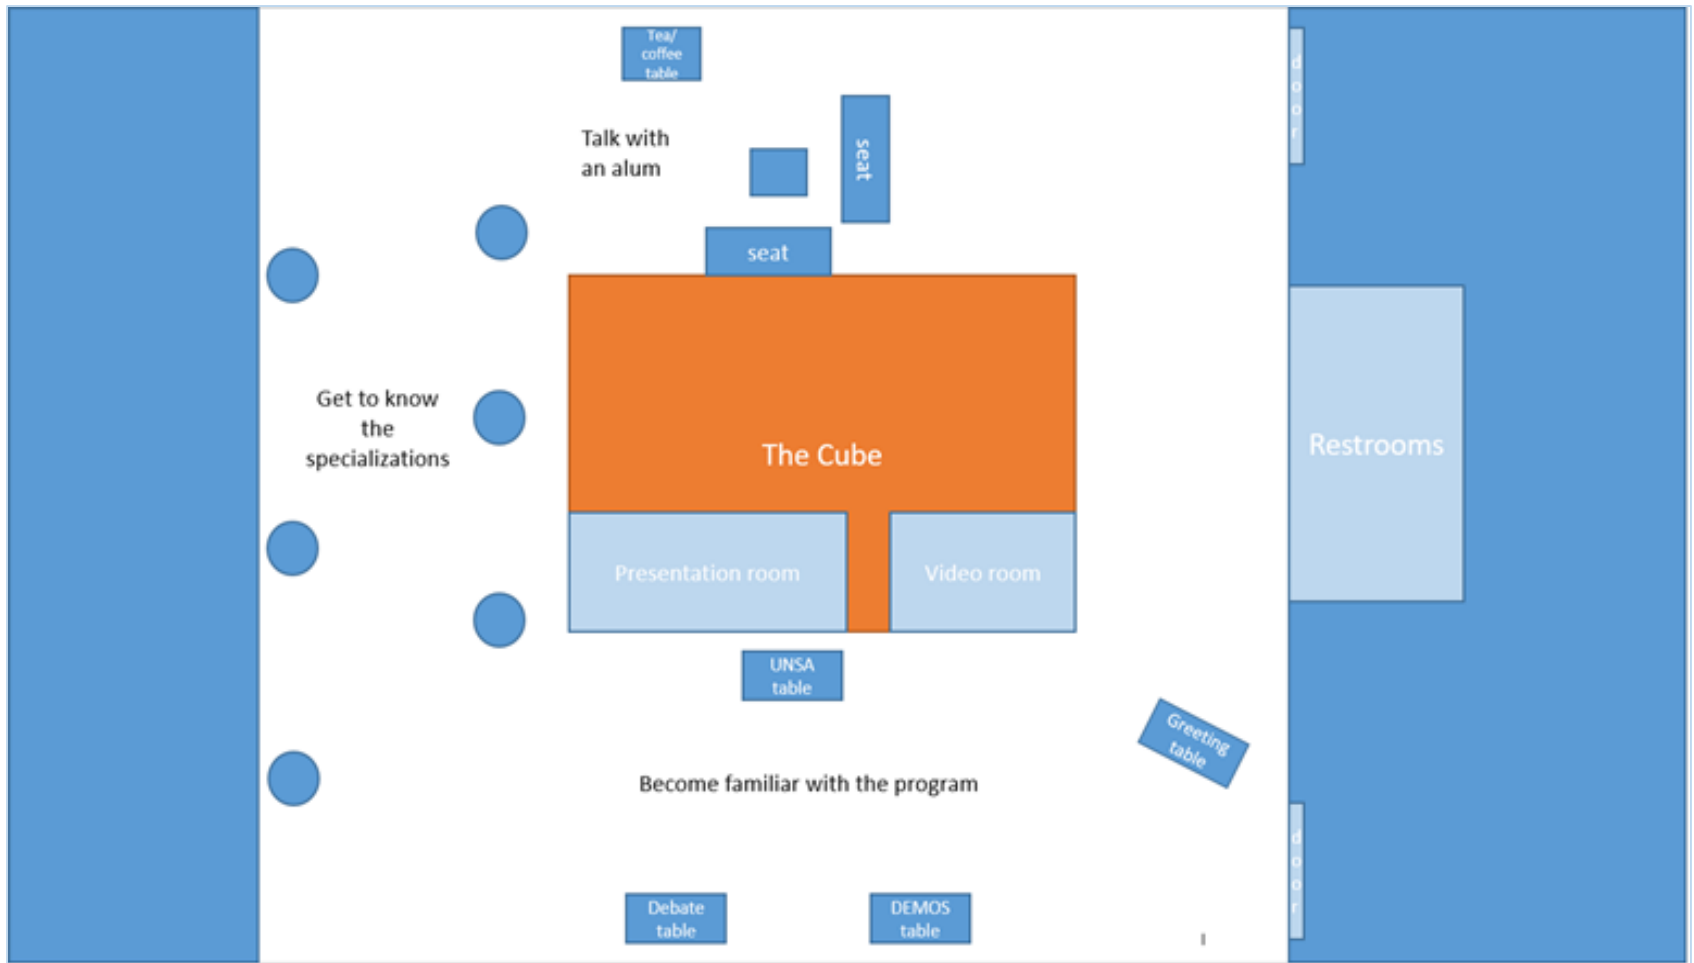 Tea/
coffee
table
door
seat
Talk with
an alum
seat
Get to know
the
specializations
The Cube
Restrooms
Presentation room
Video room
UNSA
table
Greeting
table
Become familiar with the program
door
Debate
table
DEMOS
table